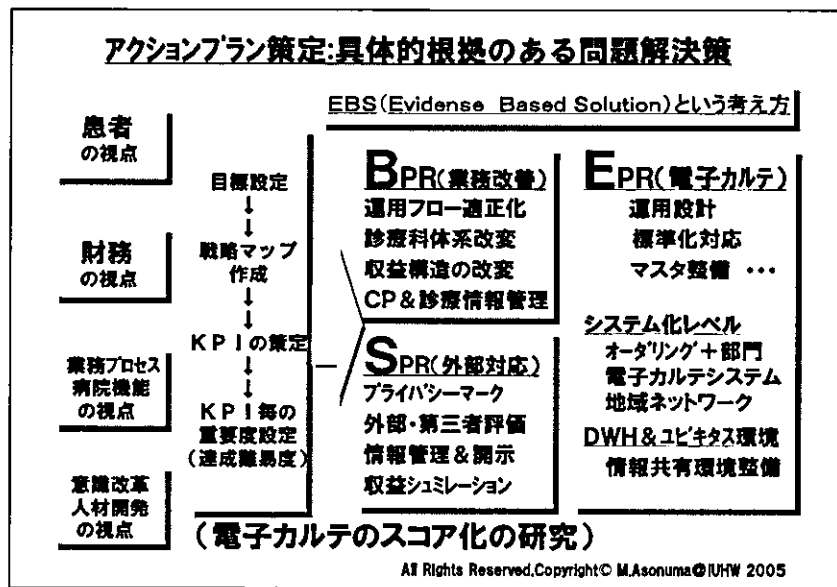 アクションプラン策定:具体的根拠のある問題解決策
EBS(Evidense Based Solution)という考え方
患者
の視点
財務
の視点
業務プロセス
病院機能
の視点
意識改革
人材開発
の視点
目標設定
↓
↓
戦略マップ
作成
↓
↓
KPIの策定
↓
↓
KPI毎の
重要度設定
(達成難易度)
BPR(業務改善)
運用フロー適正化
診療科体系改変
収益構造の改変
CP&診療情報管理
SPR(外部対応)
プライバシーマーク
外部・第三者評価
情報管理&開示
収益シュミレーション
EPR(電子カルテ)
運用設計
標準化対応
マスタ整備 ・・・
システム化レベル
オーダリング+部門
電子カルテシステム
地域ネットワーク
DWH&ユビキタス環境
情報共有環境整備
(電子カルテのスコア化の研究)
All Rights Reserved,Copyright© M.Asonuma@IUHW 2005